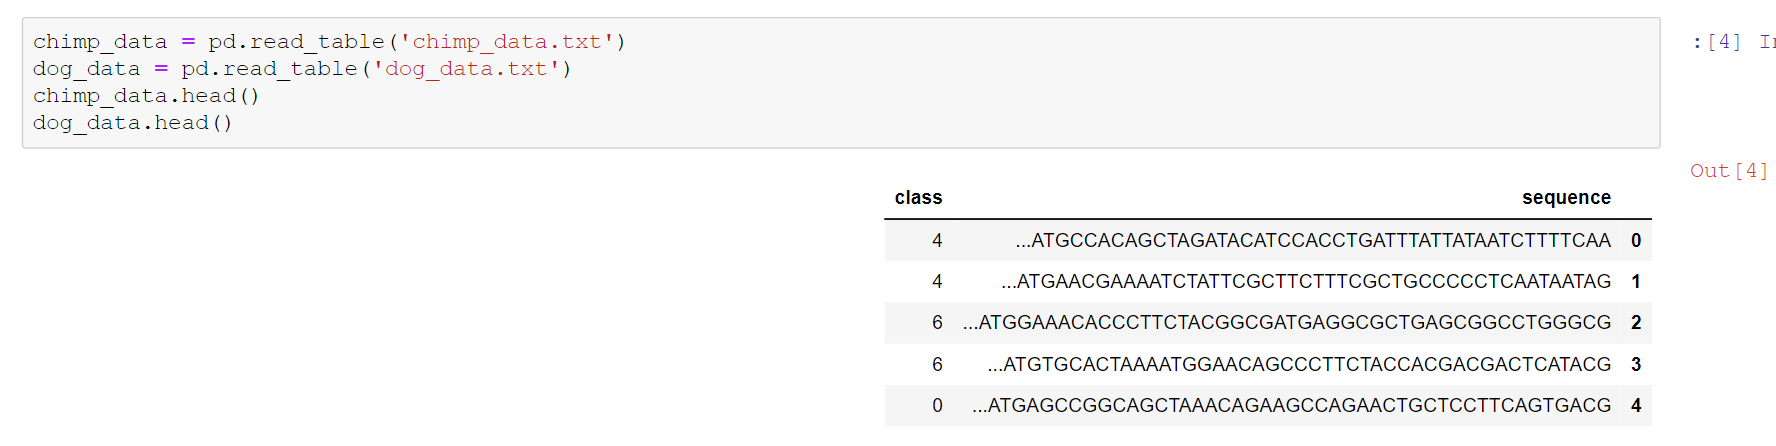 chimp_data = pd.read_table('chimp_data.txt')
dog_data = pd.read_table('dog_data.txt')
chimp_data.head()
dog_data.head()
:[4] In
Out[4]
class sequence
4 ...ATGCCACAGCTAGATACATCCACCTGATTTATTATAATCTTTTCAA 0
4 ...ATGAACGAAAATCTATTCGCTTCTTTCGCTGCCCCCTCAATAATAG 1
6 ...ATGGAAACACCCTTCTACGGCGATGAGGCGCTGAGCGGCCTGGGCG 2
6 ...ATGTGCACTAAAATGGAACAGCCCTTCTACCACGACGACTCATACG 3
0 ...ATGAGCCGGCAGCTAAACAGAAGCCAGAACTGCTCCTTCAGTGACG 4